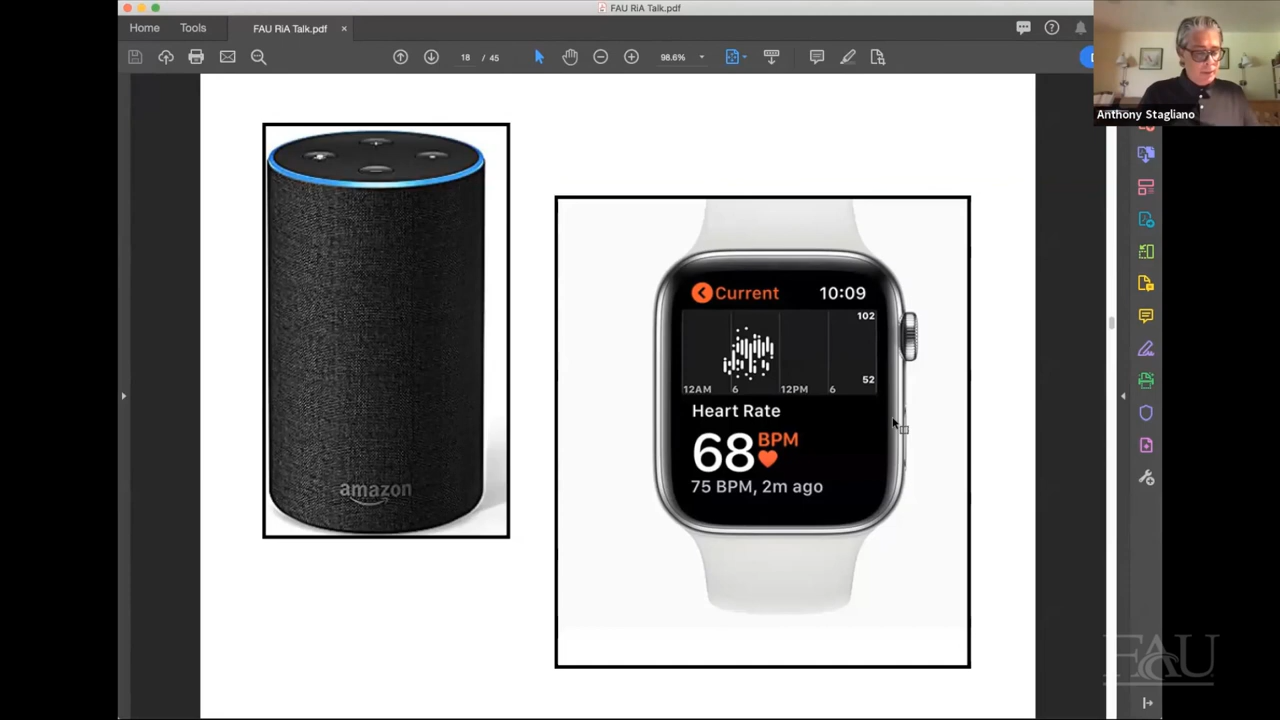 FAU RiA Talk.pdf
Home
Tools
FAU RiA Talk.pdf ×
18 / 45
98.6%
Anthony Stagliano
amazon
Current 10:09
102
52
12AM 6 12PM 6
Heart Rate
68 BPM
75 BPM, 2m ago
FAU